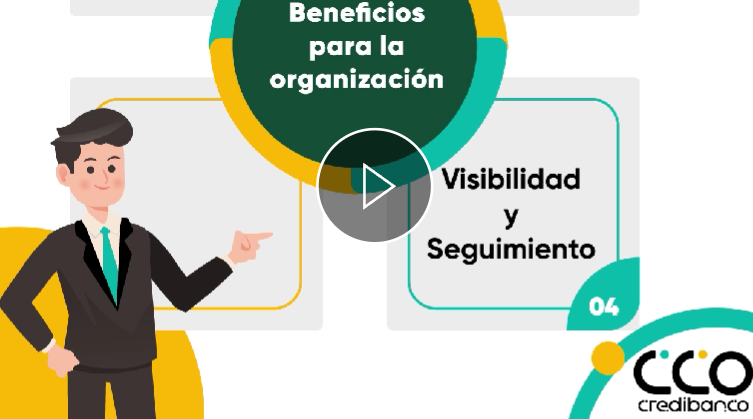 Beneficios
para la
organización
Visibilidad
y
Seguimiento
04
CCO
credibanco